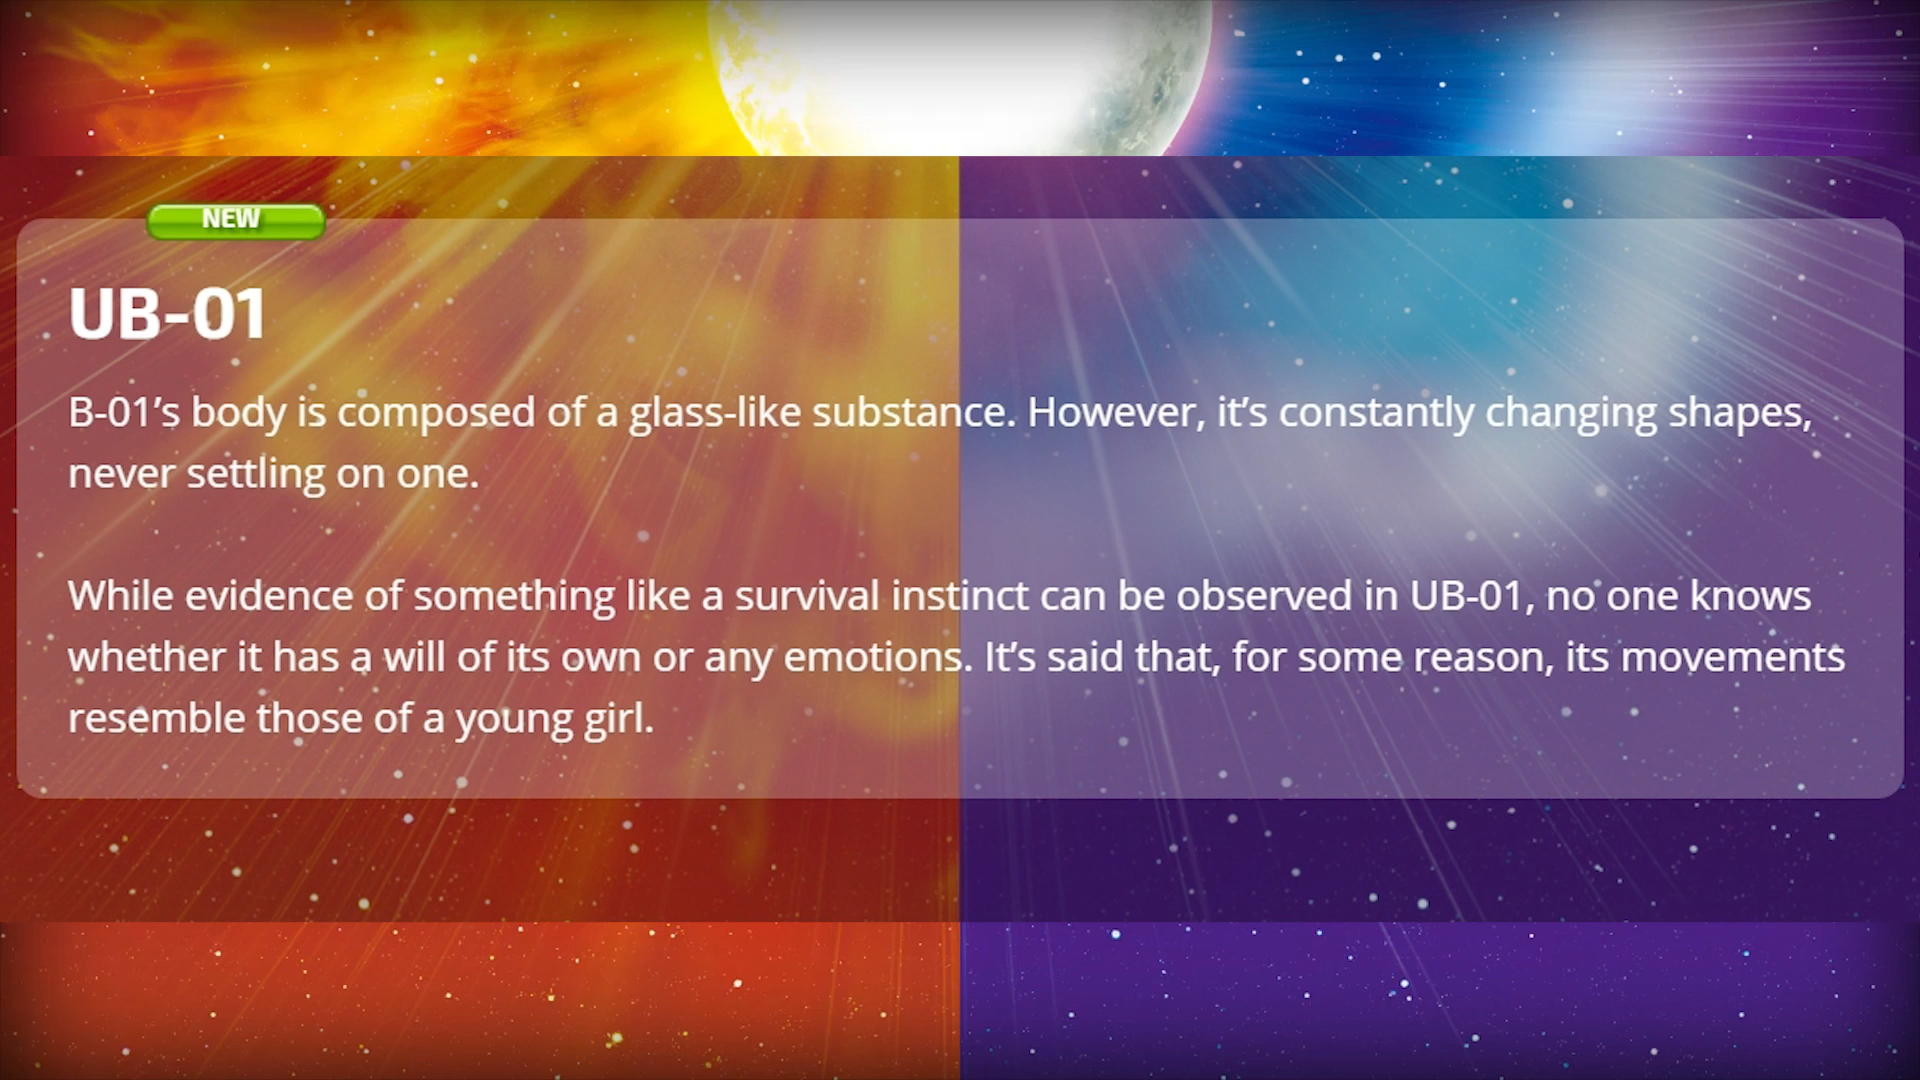 NEW
UB-01
B-01’s body is composed of a glass-like substance. However, it’s constantly changing shapes,
never settling on one.
While evidence of something like a survival instinct can be observed in UB-01, no one knows
whether it has a will of its own or any emotions. It’s said that, for some reason, its movements
resemble those of a young girl.